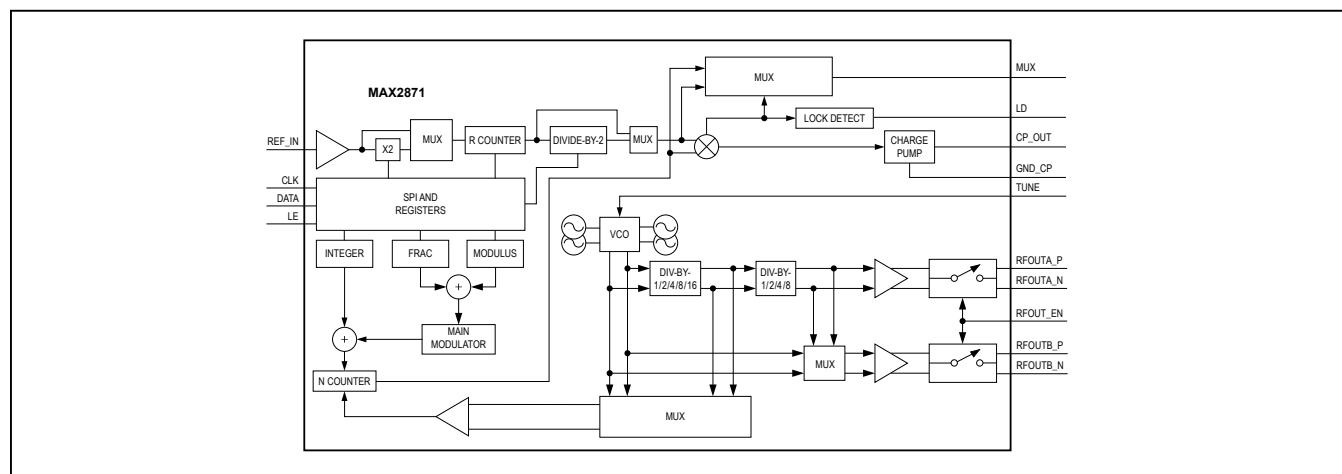 MAX2871
MUX
MUX
LD
LOCK DETECT
REF_IN
X2
MUX
R COUNTER
DIVIDE-BY-2
MUX
CHARGE
PUMP
CP_OUT
GND_CP
CLK
DATA
LE
SPI AND
REGISTERS
TUNE
VCO
INTEGER
FRAC
MODULUS
DIV-BY-
1/2/4/8/16
DIV-BY-
1/2/4/8
RFOUTA_P
RFOUTA_N
+
RFOUT_EN
+
MAIN
MODULATOR
MUX
RFOUTB_P
RFOUTB_N
N COUNTER
MUX